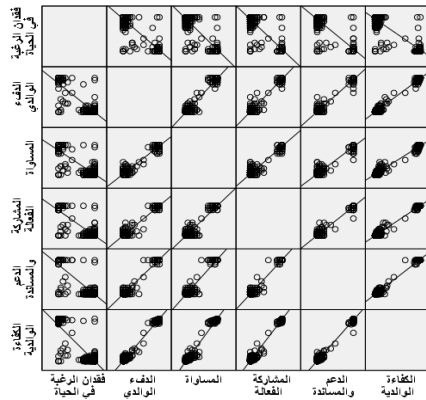 فقدان الرغبة
في الحياة
الدفء
الوالدي
المساواة
المشاركة
الفعالة
الدعم
والمساندة
الكفاءة
الوالدية
فقدان الرغبة
في الحياة
الدفء
الوالدي
المساواة
المشاركة
الفعالة
الدعم
والمساندة
الكفاءة
الوالدية